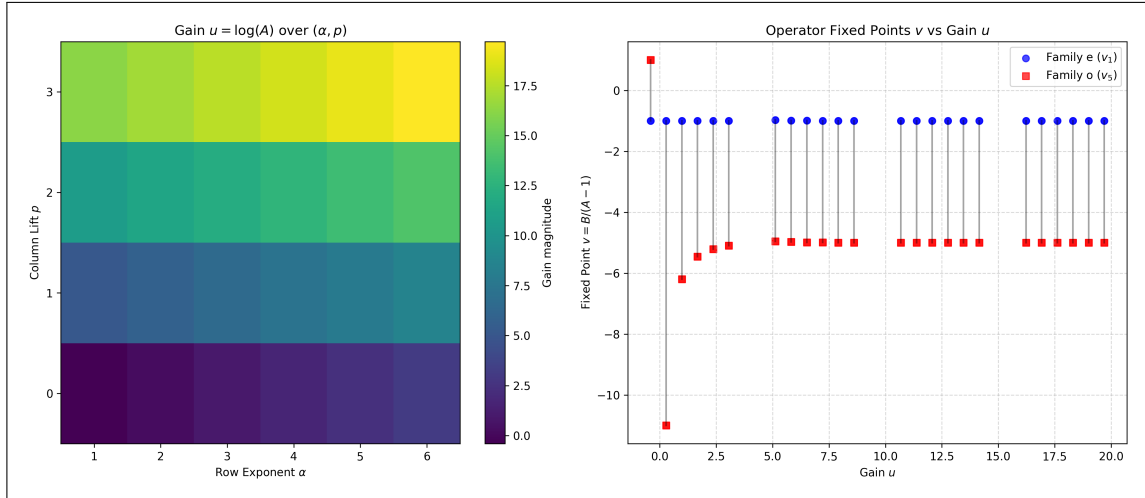 Gain u = log(A) over (α, p)
Column Lift p
3
2
1
0
1 2 3 4 5 6
Row Exponent α
17.5
15.0
12.5
10.0
7.5
5.0
2.5
0.0
Gain magnitude
Operator Fixed Points v vs Gain u
Family e (v₁)
Family o (v₅)
Fixed Point v = B/(A − 1)
0
−2
−4
−6
−8
−10
0.0 2.5 5.0 7.5 10.0 12.5 15.0 17.5 20.0
Gain u